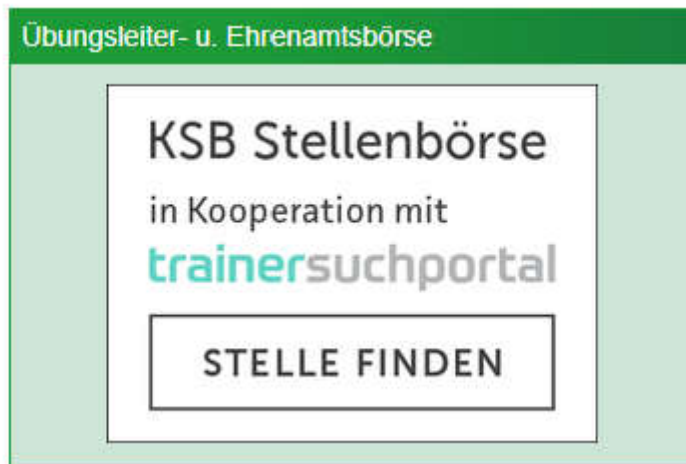 Übungsleiter- u. Ehrenamtsbörse
KSB Stellenbörse
in Kooperation mit
trainersuchportal
STELLE FINDEN